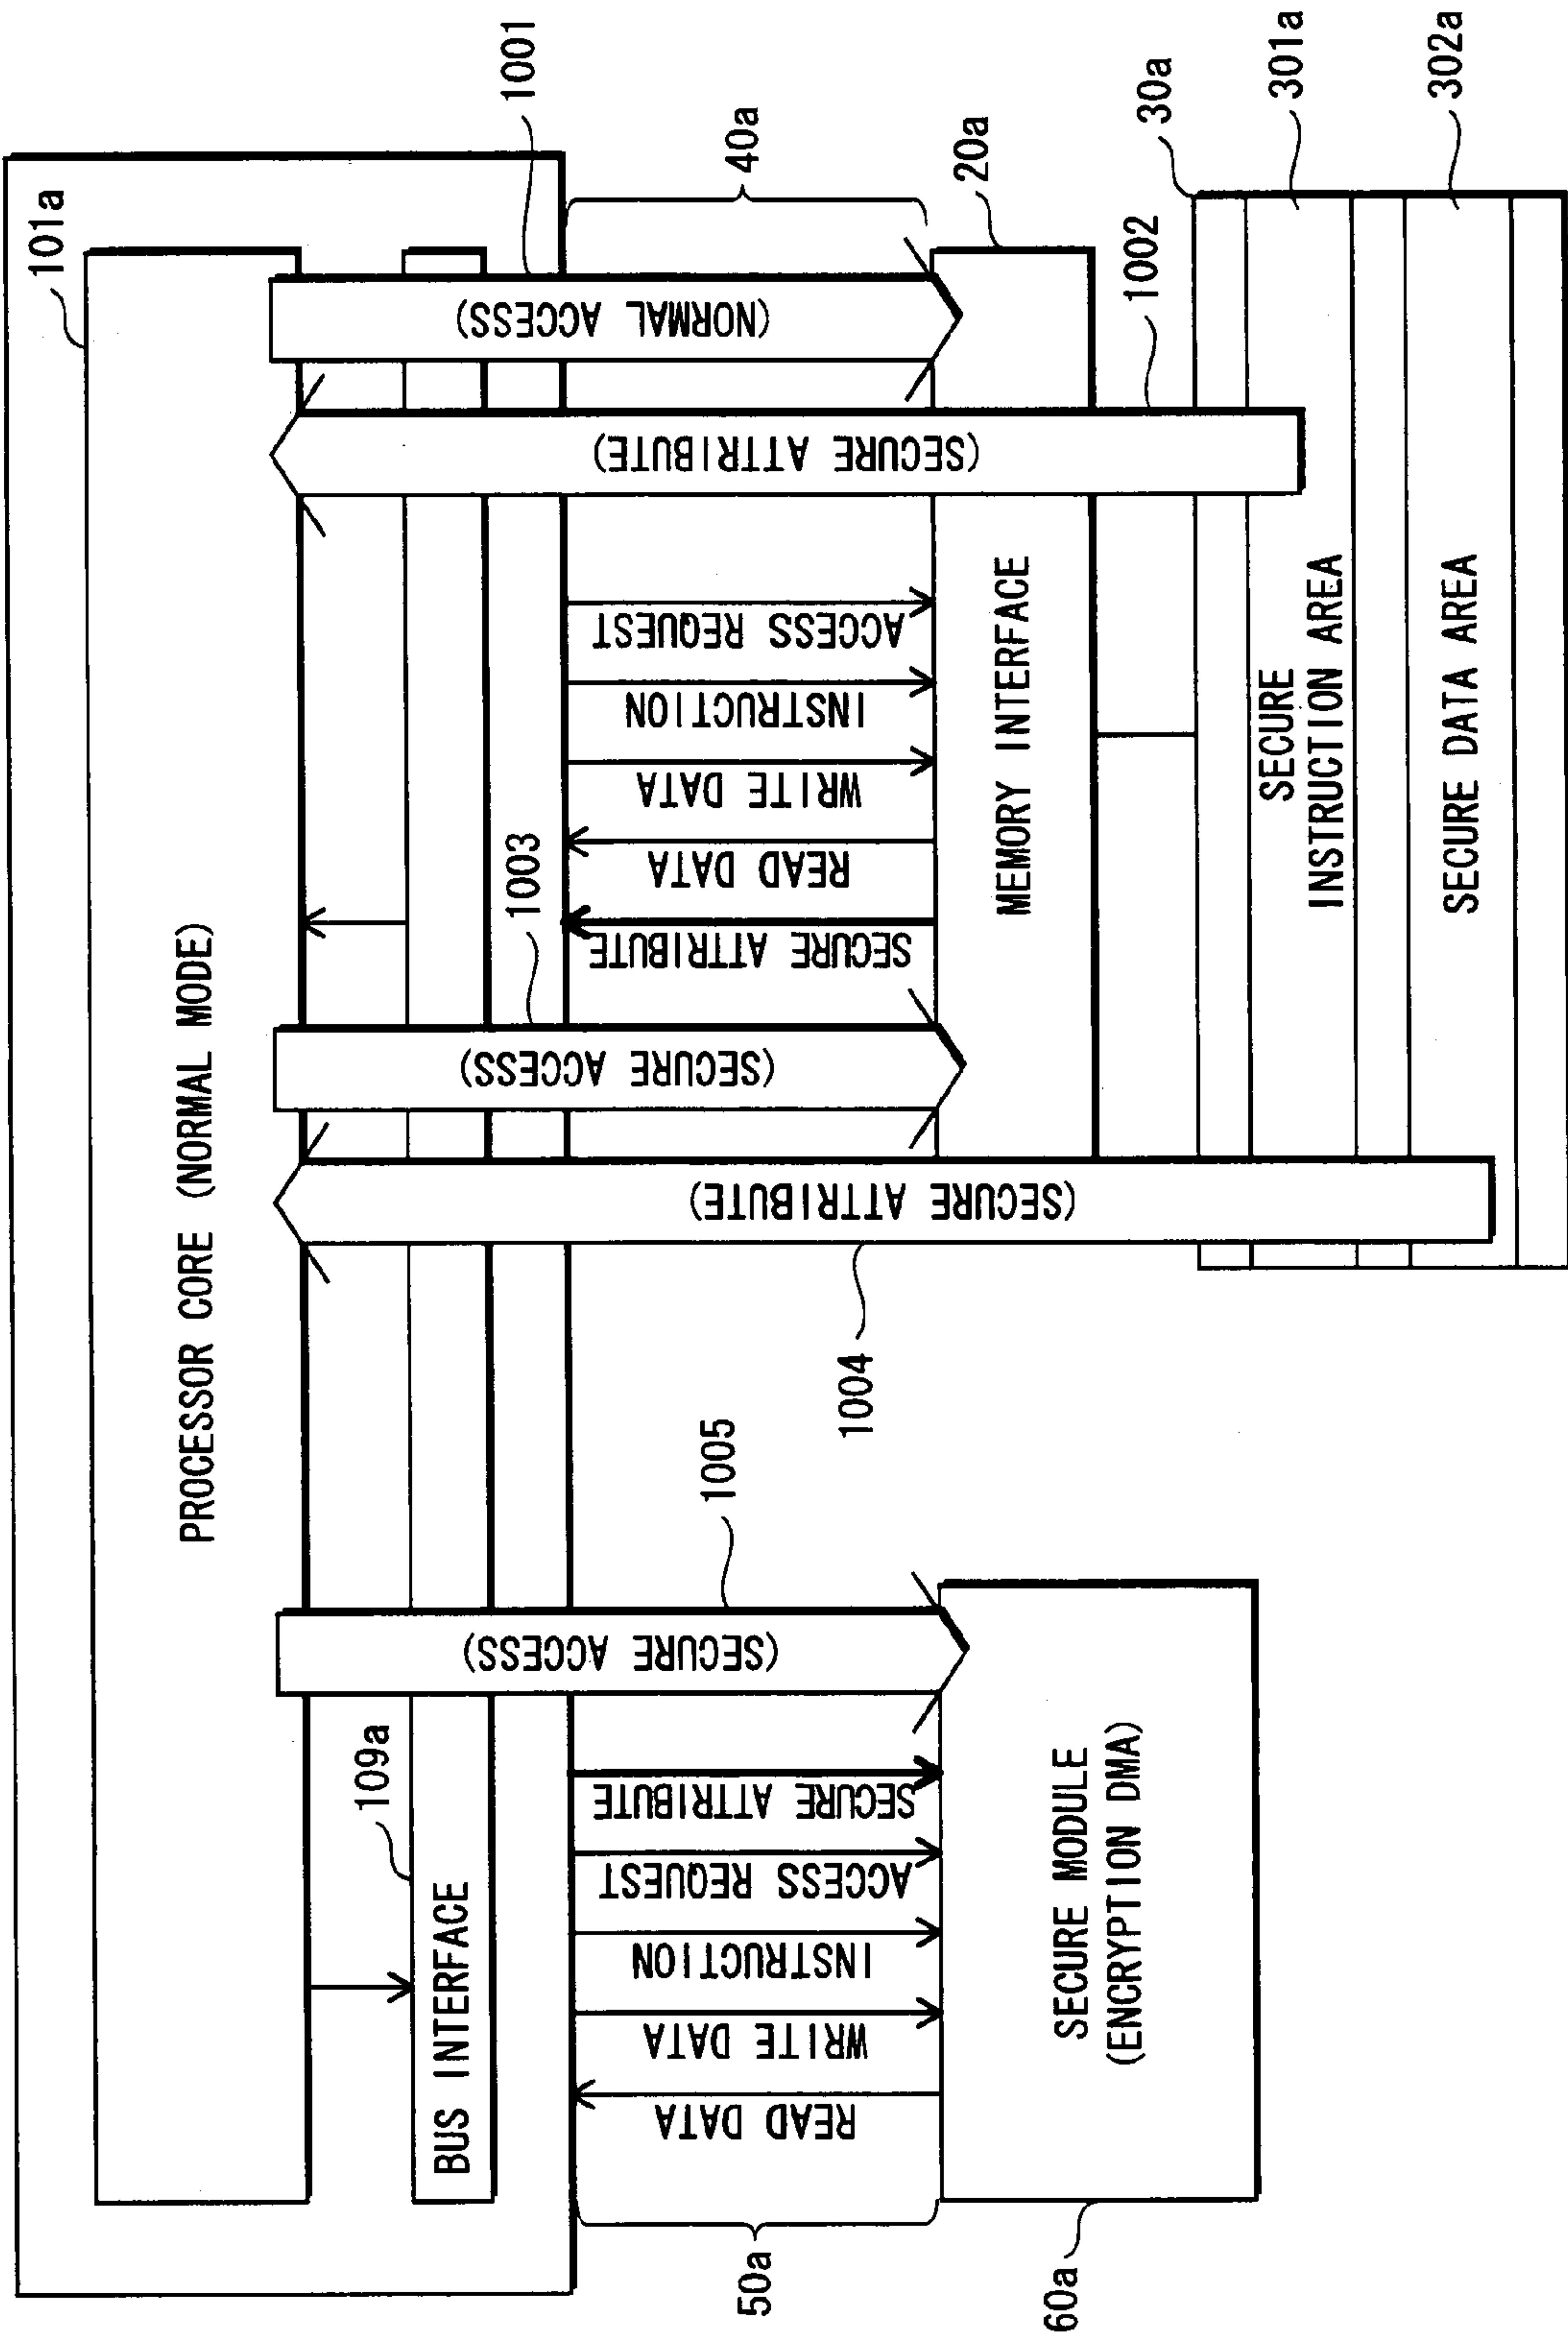 101a
PROCESSOR CORE (NORMAL MODE)
109a
BUS INTERFACE
1005
1004
1003
1001
50a
READ DATA
WRITE DATA
INSTRUCTION
ACCESS REQUEST
SECURE ATTRIBUTE
(SECURE ACCESS)
(SECURE ATTRIBUTE)
(SECURE ACCESS)
SECURE ATTRIBUTE
READ DATA
WRITE DATA
INSTRUCTION
ACCESS REQUEST
(SECURE ATTRIBUTE)
(NORMAL ACCESS)
40a
20a
60a
SECURE MODULE
(ENCRYPTION DMA)
MEMORY INTERFACE
1002
30a
SECURE
INSTRUCTION AREA
301a
SECURE DATA AREA
302a